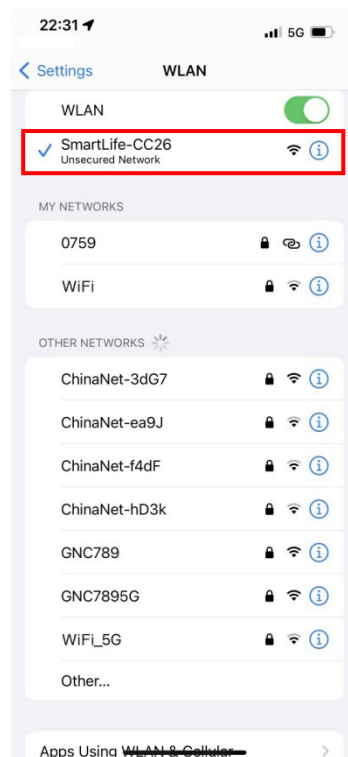 22:31
5G
Settings
WLAN
WLAN
SmartLife-CC26
Unsecured Network
MY NETWORKS
0759
WiFi
OTHER NETWORKS
ChinaNet-3dG7
ChinaNet-ea9J
ChinaNet-f4dF
ChinaNet-hD3k
GNC789
GNC7895G
WiFi_5G
Other...
Apps Using WLAN & Cellular